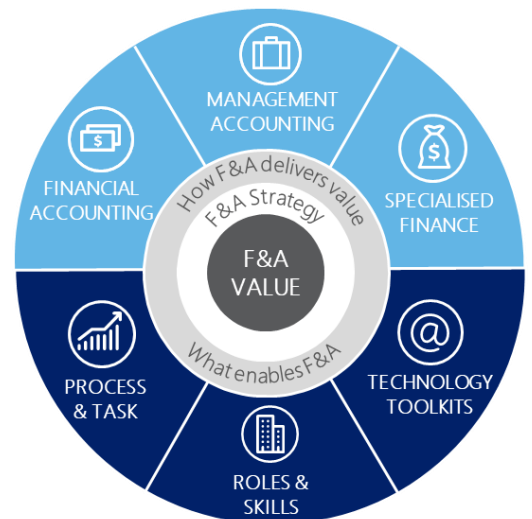 MANAGEMENT
ACCOUNTING
$
FINANCIAL
ACCOUNTING
$
SPECIALISED
FINANCE
How F&A delivers value
F&A Strategy
F&A
VALUE
What enables F&A
PROCESS
& TASK
@
TECHNOLOGY
TOOLKITS
ROLES &
SKILLS